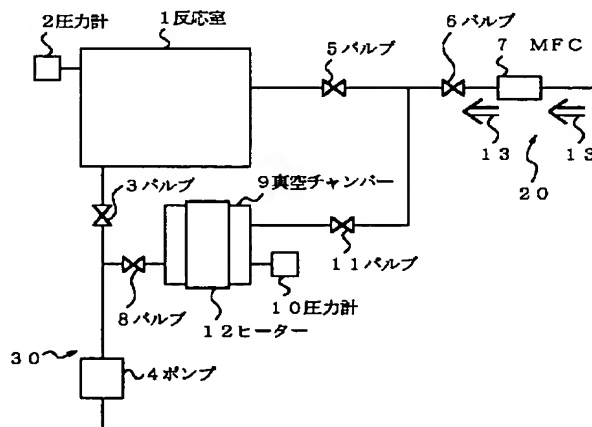 2圧力計
1反応室
5バルブ
6バルブ
7 MFC
13
13
20
3バルブ
9真空チャンバー
11バルブ
8バルブ
10圧力計
12ヒーター
30
4ポンプ